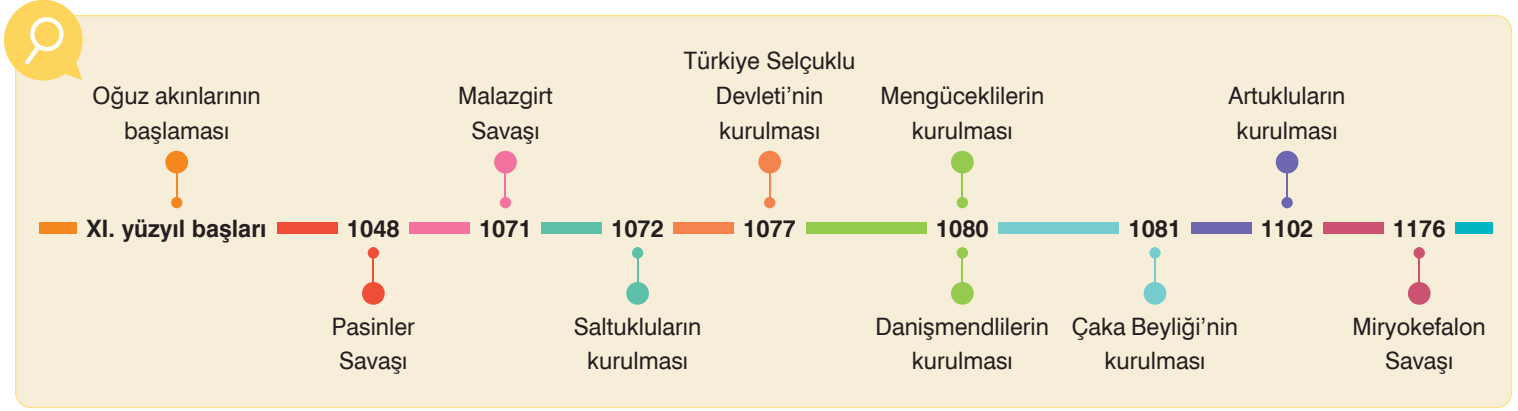 Oğuz akınlarının
başlaması
Malazgirt
Savaşı
Türkiye Selçuklu
Devleti’nin
kurulması
Mengüceklilerin
kurulması
Artukluların
kurulması
XI. yüzyıl başları
1048
1071
1072
1077
1080
1081
1102
1176
Pasinler
Savaşı
Saltukluların
kurulması
Danişmendlilerin
kurulması
Çaka Beyliği’nin
kurulması
Miryokefalon
Savaşı